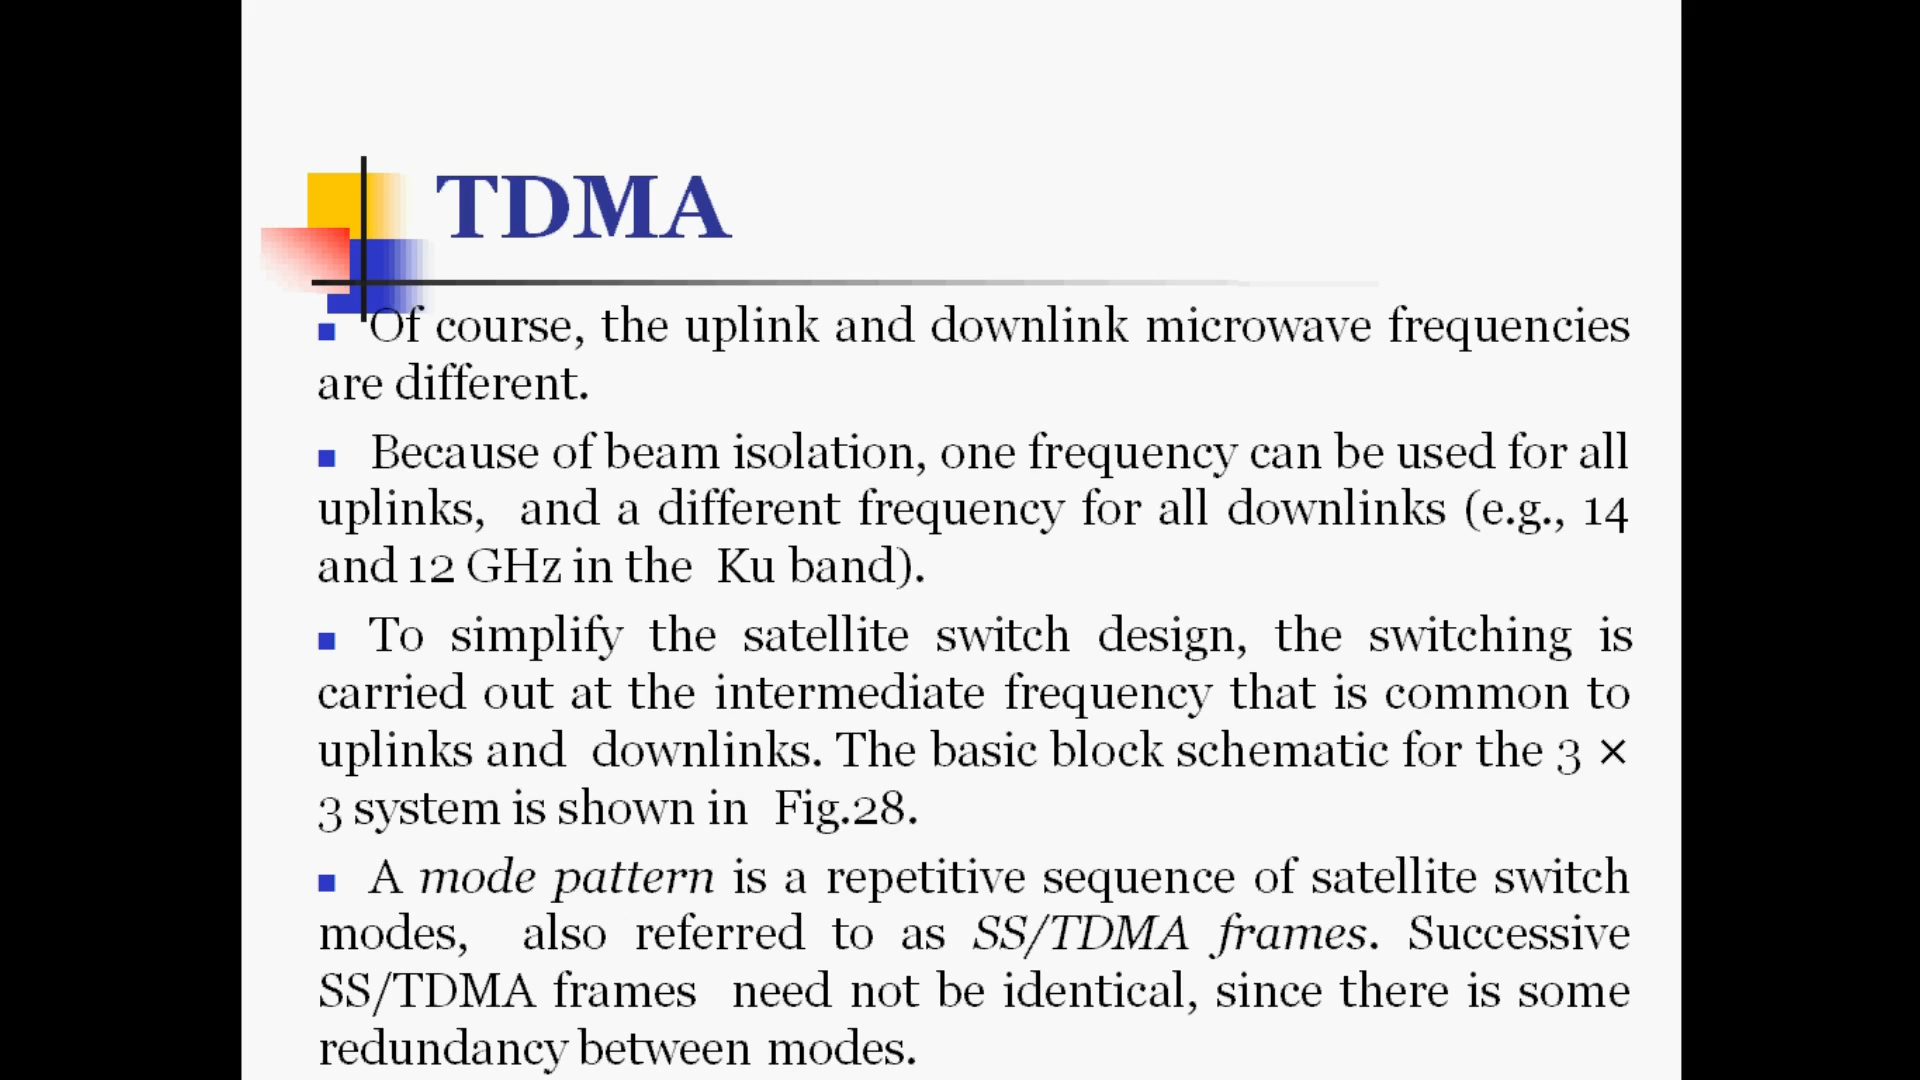 TDMA
Of course, the uplink and downlink microwave frequencies
are different.
Because of beam isolation, one frequency can be used for all
uplinks, and a different frequency for all downlinks (e.g., 14
and 12 GHz in the Ku band).
To simplify the satellite switch design, the switching is
carried out at the intermediate frequency that is common to
uplinks and downlinks. The basic block schematic for the 3 ×
3 system is shown in Fig.28.
A mode pattern is a repetitive sequence of satellite switch
modes, also referred to as SS/TDMA frames. Successive
SS/TDMA frames need not be identical, since there is some
redundancy between modes.